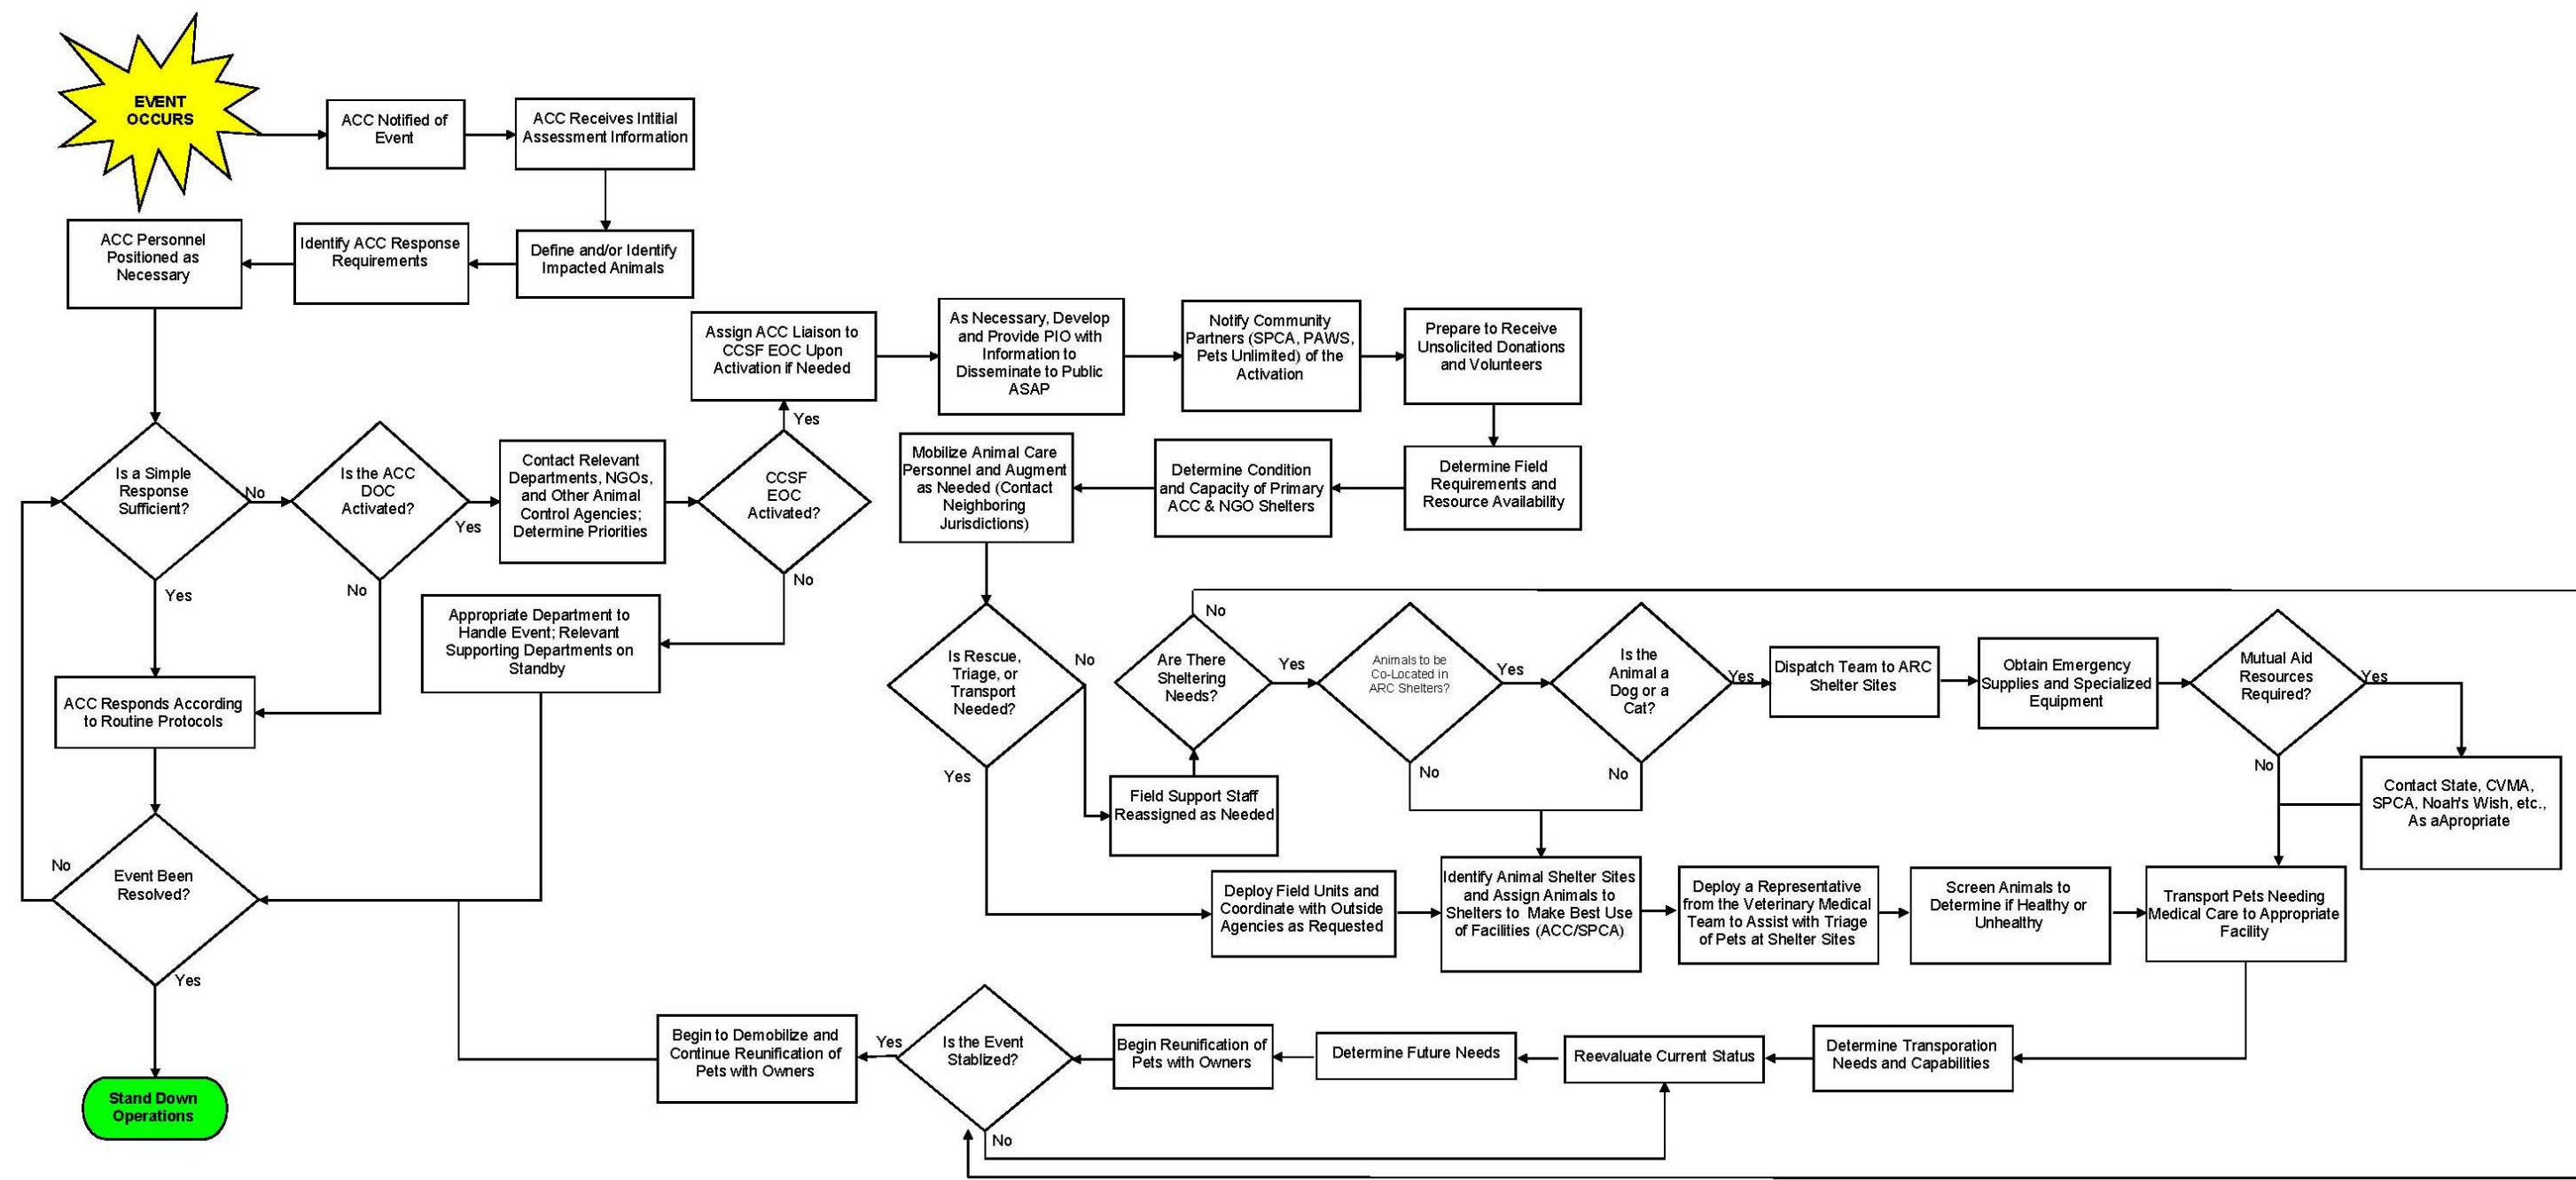 EVENT
OCCURS
ACC Notified of
Event
ACC Receives Intitial
Assessment Information
ACC Personnel
Positioned as
Necessary
Identify ACC Response
Requirements
Define and/or Identify
Impacted Animals
Assign ACC Liaison to
CCSF EOC Upon
Activation if Needed
As Necessary, Develop
and Provide PIO with
Information to
Disseminate to Public
ASAP
Notify Community
Partners (SPCA, PAWS,
Pets Unlimited) of the
Activation
Prepare to Receive
Unsolicited Donations
and Volunteers
Yes
Is a Simple
Response
Sufficient?
No
Is the ACC
DOC
Activated?
Yes
Contact Relevant
Departments, NGOs,
and Other Animal
Control Agencies;
Determine Priorities
CCSF
EOC
Activated?
Mobilize Animal Care
Personnel and Augment
as Needed (Contact
Neighboring
Jurisdictions)
Determine Condition
and Capacity of Primary
ACC & NGO Shelters
Determine Field
Requirements and
Resource Availability
Yes
No
No
Appropriate Department to
Handle Event; Relevant
Supporting Departments on
Standby
ACC Responds According
to Routine Protocols
Is Rescue,
Triage, or
Transport
Needed?
No
No
Are There
Sheltering
Needs?
Yes
Animals to be
Co-Located in
ARC Shelters?
Yes
Is the
Animal a
Dog or a
Cat?
Yes
Dispatch Team to ARC
Shelter Sites
Obtain Emergency
Supplies and Specialized
Equipment
Mutual Aid
Resources
Required?
Yes
Yes
No
No
No
Field Support Staff
Reassigned as Needed
Contact State, CVMA,
SPCA, Noah's Wish, etc.,
As aApropriate
No
Event Been
Resolved?
Yes
Deploy Field Units and
Coordinate with Outside
Agencies as Requested
Identify Animal Shelter Sites
and Assign Animals to
Shelters to Make Best Use
of Facilities (ACC/SPCA)
Deploy a Representative
from the Veterinary Medical
Team to Assist with Triage
of Pets at Shelter Sites
Screen Animals to
Determine if Healthy or
Unhealthy
Transport Pets Needing
Medical Care to Appropriate
Facility
Begin to Demobilize and
Continue Reunification of
Pets with Owners
Yes
Is the Event
Stablized?
Begin Reunification of
Pets with Owners
Determine Future Needs
Reevaluate Current Status
Determine Transporation
Needs and Capabilities
No
Stand Down
Operations